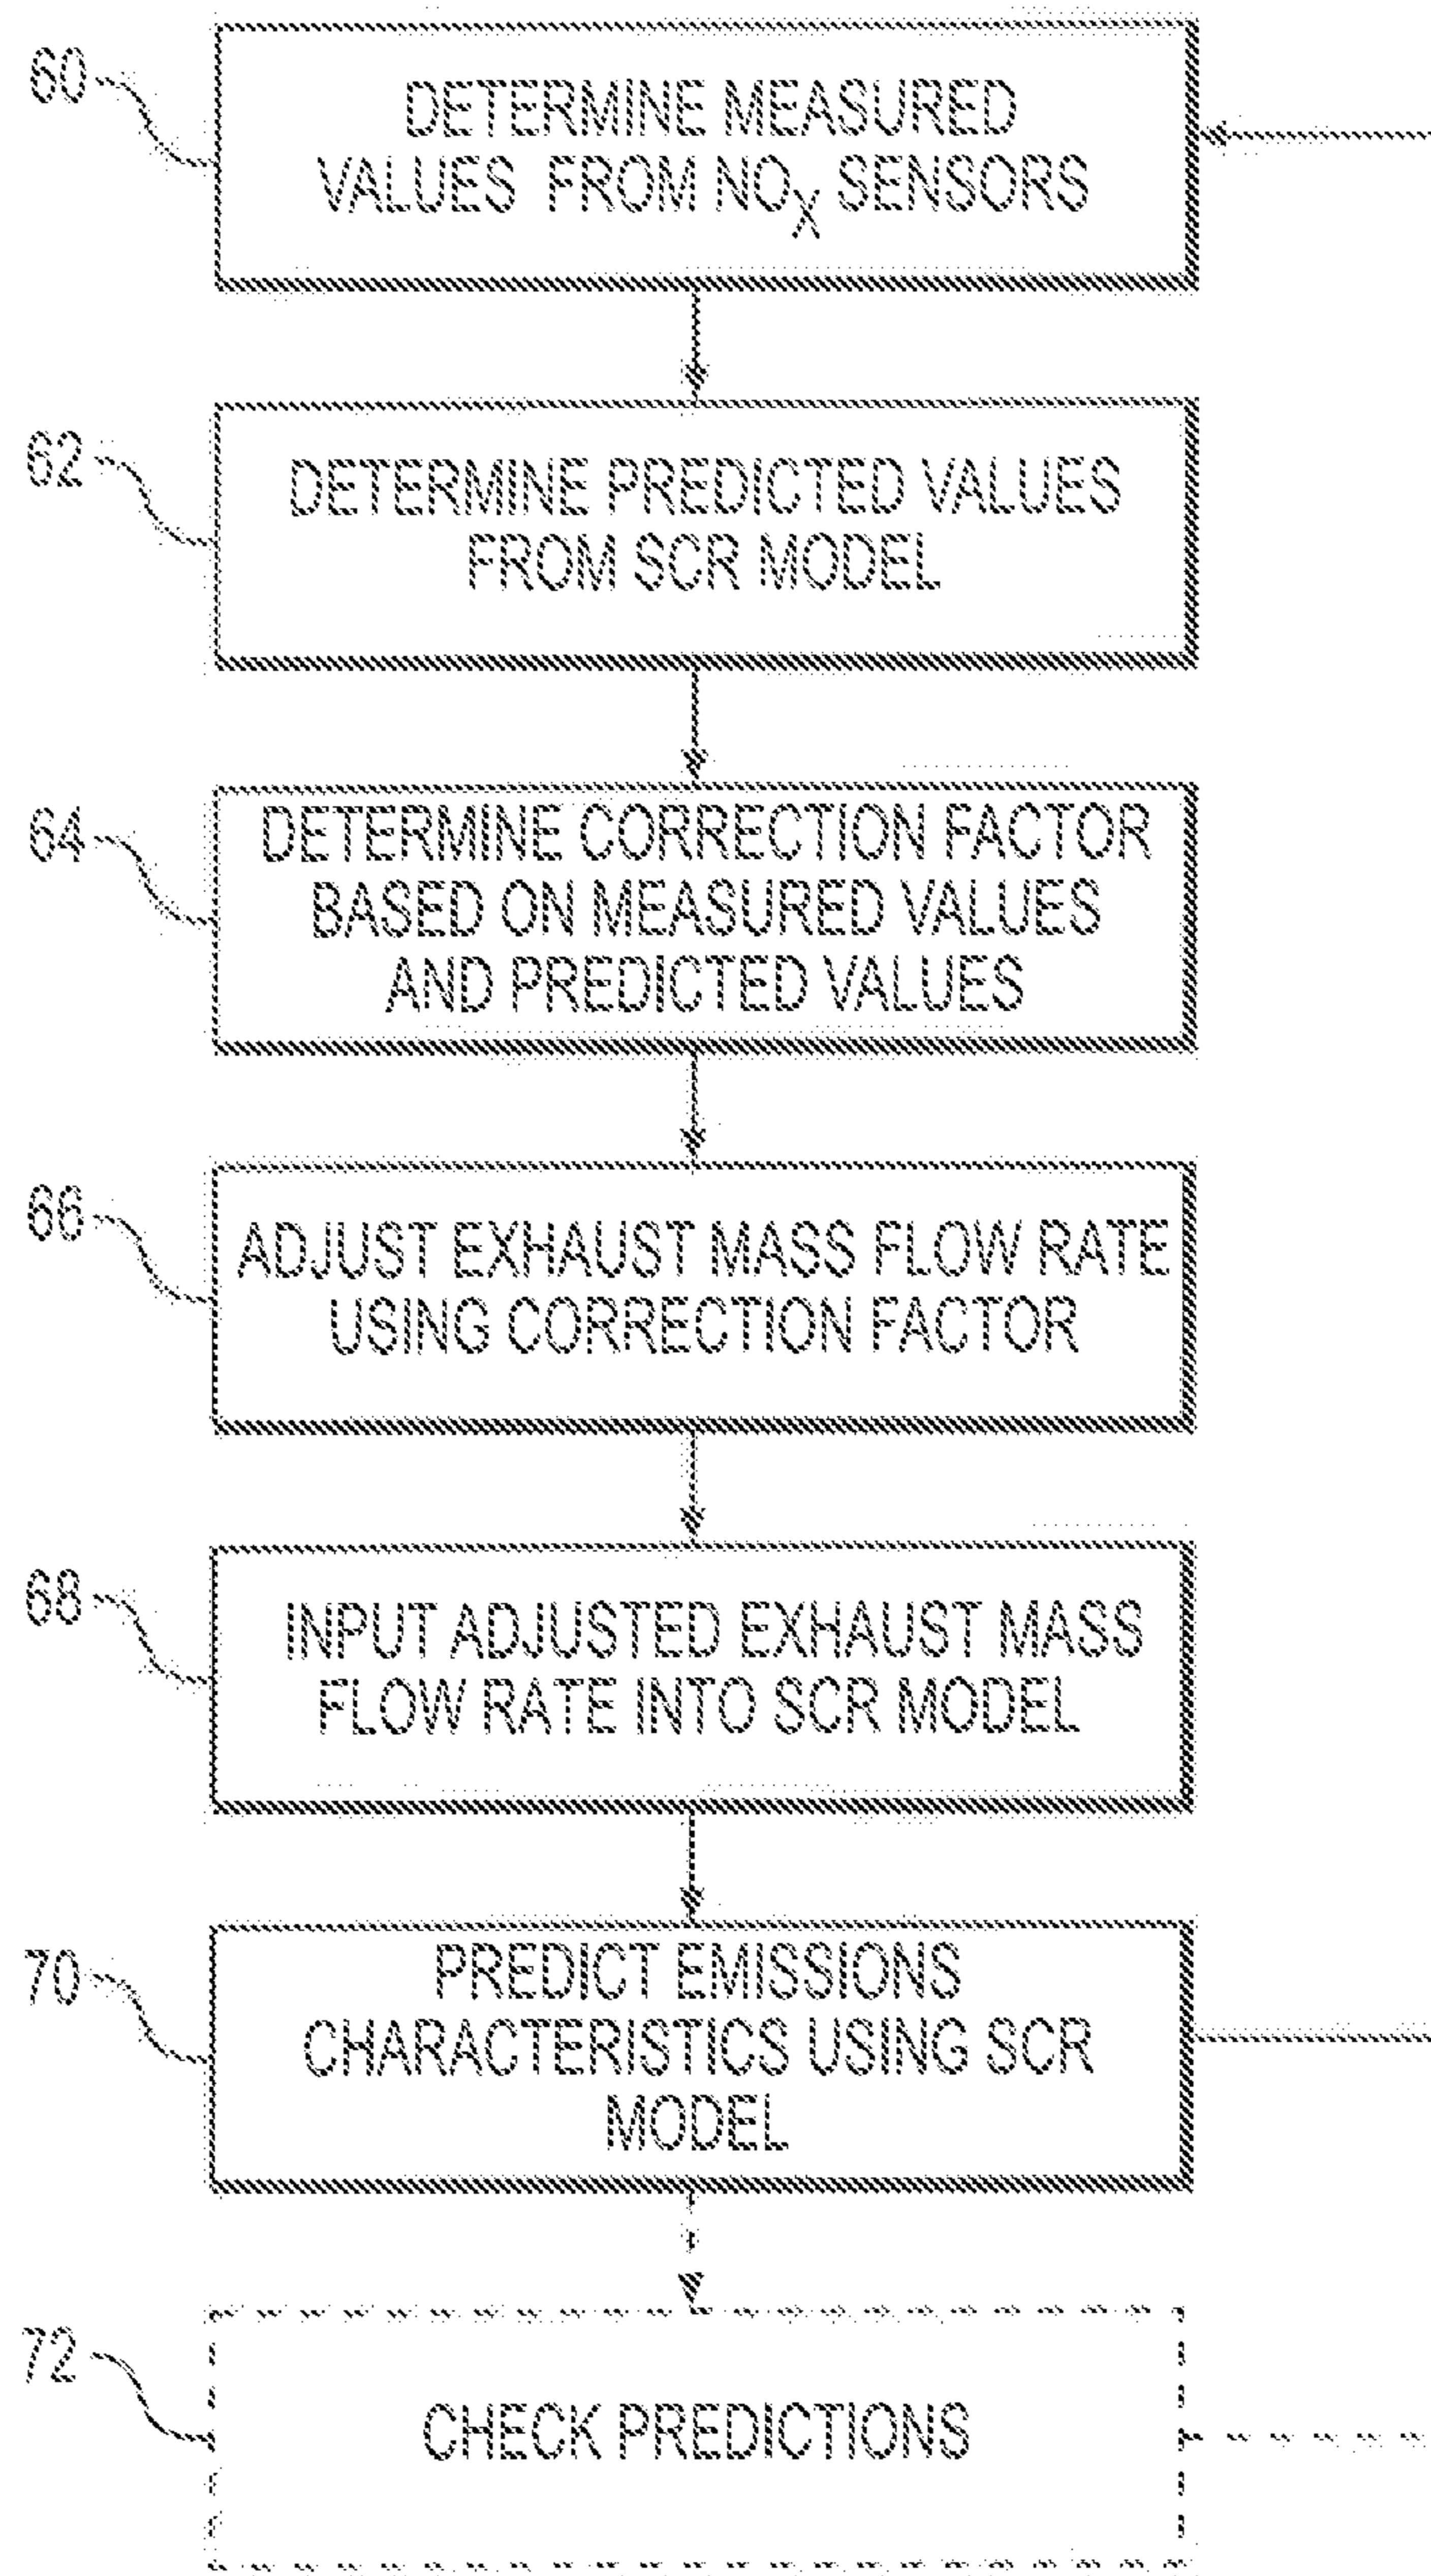 60
DETERMINE MEASURED
VALUES FROM NOX SENSORS
62
DETERMINE PREDICTED VALUES
FROM SCR MODEL
64
DETERMINE CORRECTION FACTOR
BASED ON MEASURED VALUES
AND PREDICTED VALUES
66
ADJUST EXHAUST MASS FLOW RATE
USING CORRECTION FACTOR
68
INPUT ADJUSTED EXHAUST MASS
FLOW RATE INTO SCR MODEL
70
PREDICT EMISSIONS
CHARACTERISTICS USING SCR
MODEL
72
CHECK PREDICTIONS